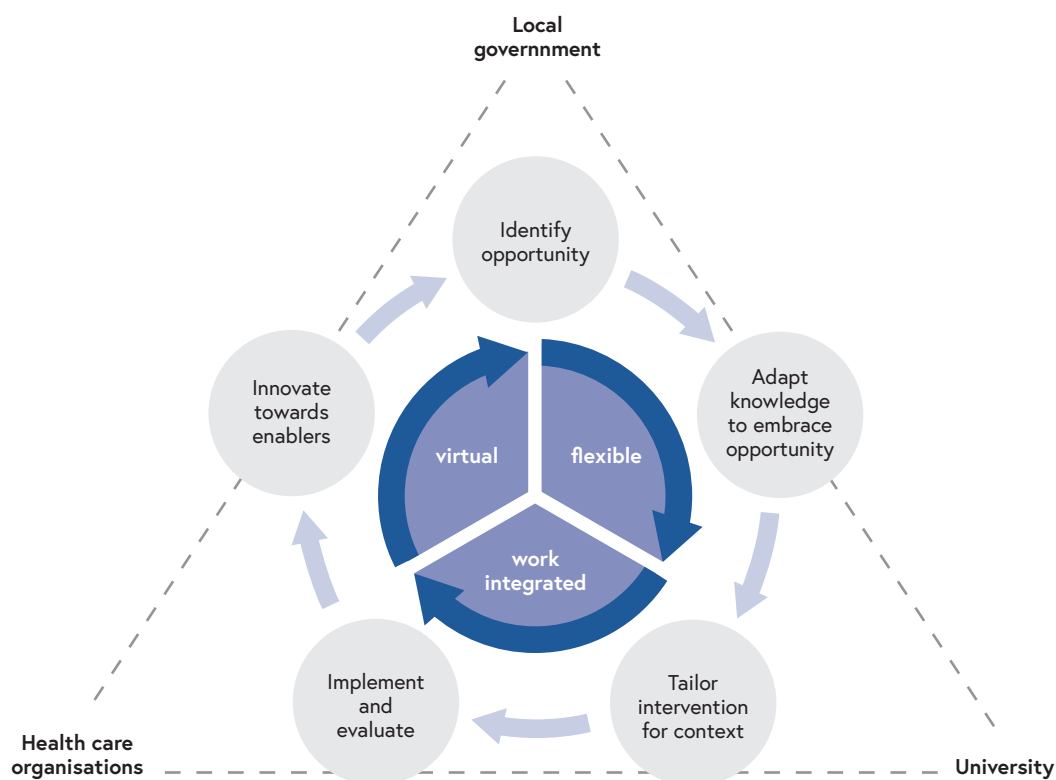 Local
governnment
Identify
opportunity
Innovate
towards
enablers
Adapt
knowledge
to embrace
opportunity
virtual
flexible
work
integrated
Implement
and
evaluate
Tailor
intervention
for context
Health care
organisations
University